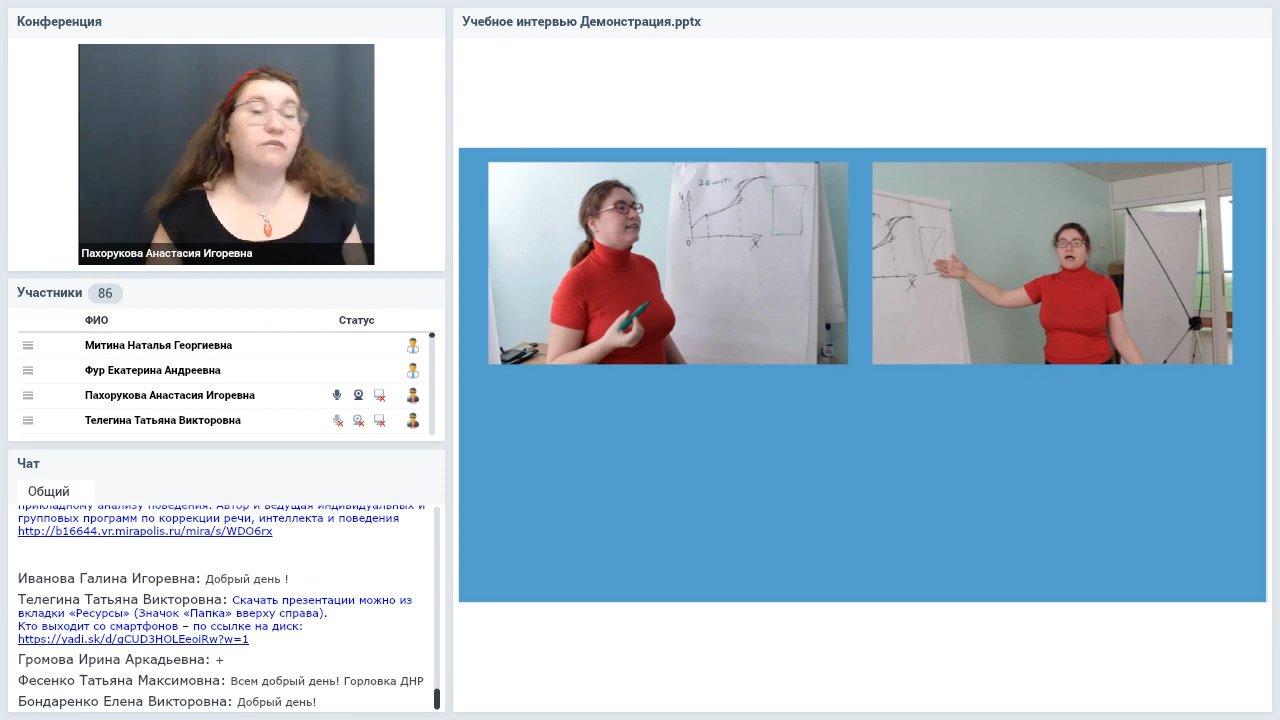 Конференция
Пахорукова Анастасия Игоревна
Участники 86
ФИО Статус
Митина Наталья Георгиевна
Фур Екатерина Андреевна
Пахорукова Анастасия Игоревна
Телегина Татьяна Викторовна
Чат
Общий
прикладному анализу поведения. Автор и ведущая индивидуальных и
групповых программ по коррекции речи, интеллекта и поведения
http://b16644.vr.mirapolis.ru/mira/s/WDO6rx
Иванова Галина Игоревна: Добрый день !
Телегина Татьяна Викторовна: Скачать презентации можно из
вкладки «Ресурсы» (Значок «Папка» вверху справа).
Кто выходит со смартфонов – по ссылке на диск:
https://yadi.sk/d/gCUD3HOLEeoiRw?w=1
Громова Ирина Аркадьевна: +
Фесенко Татьяна Максимовна: Всем добрый день! Горловка ДНР
Бондаренко Елена Викторовна: Добрый день!
Учебное интервью Демонстрация.pptx
y
0
x
x